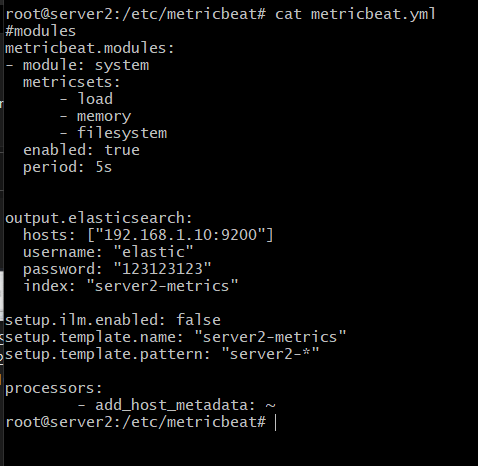 root@server2:/etc/metricbeat# cat metricbeat.yml
#modules
metricbeat.modules:
- module: system
  metricsets:
      - load
      - memory
      - filesystem
  enabled: true
  period: 5s


output.elasticsearch:
  hosts: ["192.168.1.10:9200"]
  username: "elastic"
  password: "123123123"
  index: "server2-metrics"

setup.ilm.enabled: false
setup.template.name: "server2-metrics"
setup.template.pattern: "server2-*"

processors:
        - add_host_metadata: ~
root@server2:/etc/metricbeat#